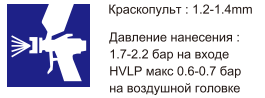 Краскопульт : 1.2-1.4mm
Давление нанесения :
1.7-2.2 бар на входе
HVLP макс 0.6-0.7 бар
на воздушной головке